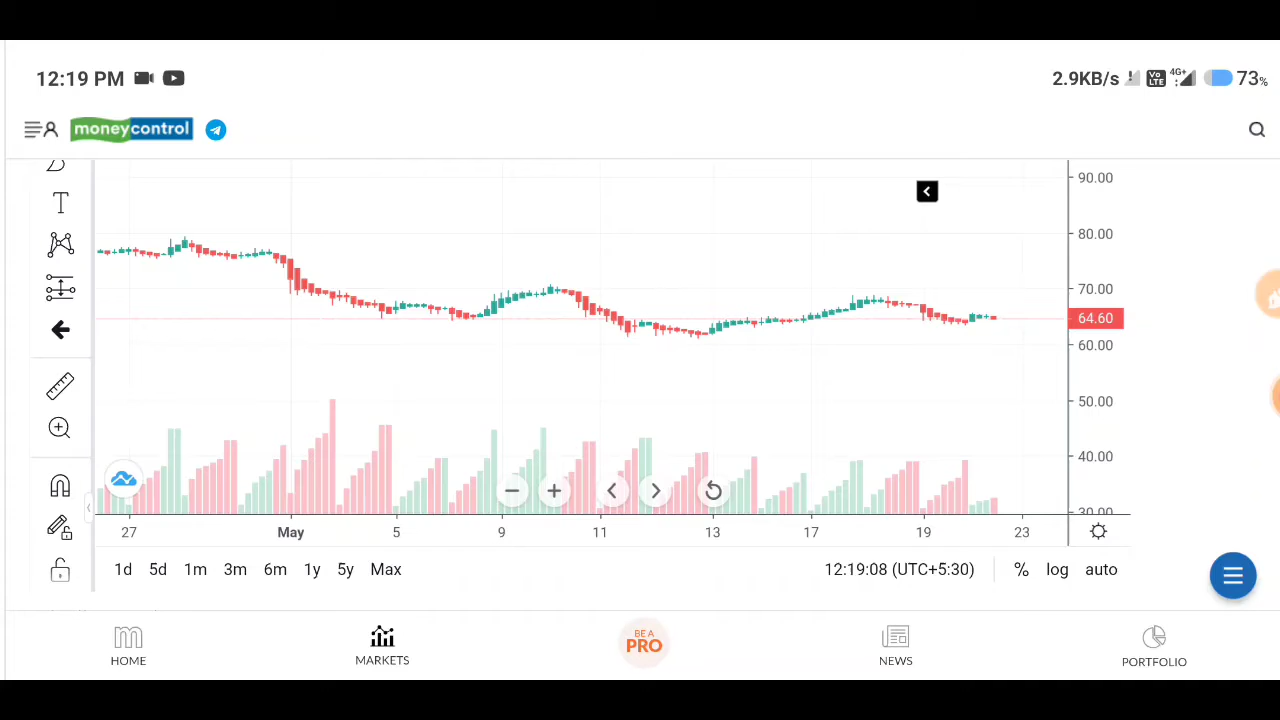 12:19 PM
2.9KB/s VoLTE 4G+ 73%
moneycontrol
T
90.00
80.00
70.00
64.60
60.00
50.00
40.00
30.00
27 May 5 9 11 13 17 19 23
1d 5d 1m 3m 6m 1y 5y Max 12:19:08 (UTC+5:30) % log auto
HOME MARKETS BE A PRO NEWS PORTFOLIO